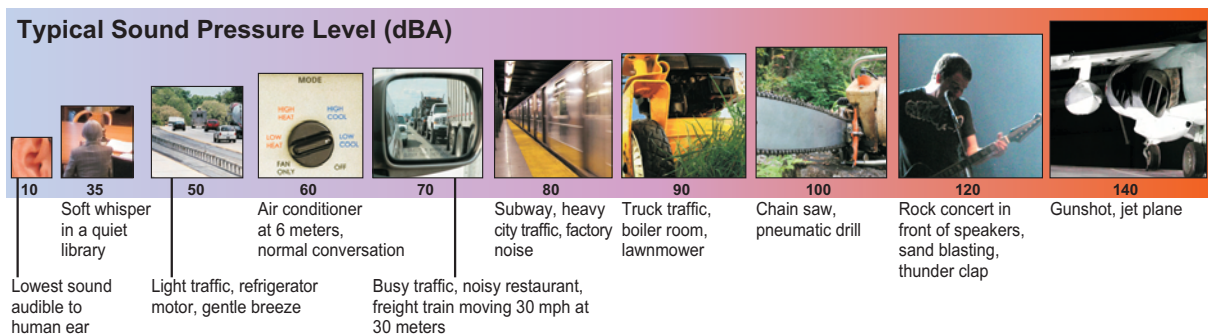 Typical Sound Pressure Level (dBA)
MODE
HIGH
HEAT
HIGH
COOL
LOW
HEAT
LOW
COOL
FAN
ONLY
OFF
10
35
50
60
70
80
90
100
120
140
Lowest sound
audible to
human ear
Soft whisper
in a quiet
library
Light traffic, refrigerator
motor, gentle breeze
Air conditioner
at 6 meters,
normal conversation
Busy traffic, noisy restaurant,
freight train moving 30 mph at
30 meters
Subway, heavy
city traffic, factory
noise
Truck traffic,
boiler room,
lawnmower
Chain saw,
pneumatic drill
Rock concert in
front of speakers,
sand blasting,
thunder clap
Gunshot, jet plane